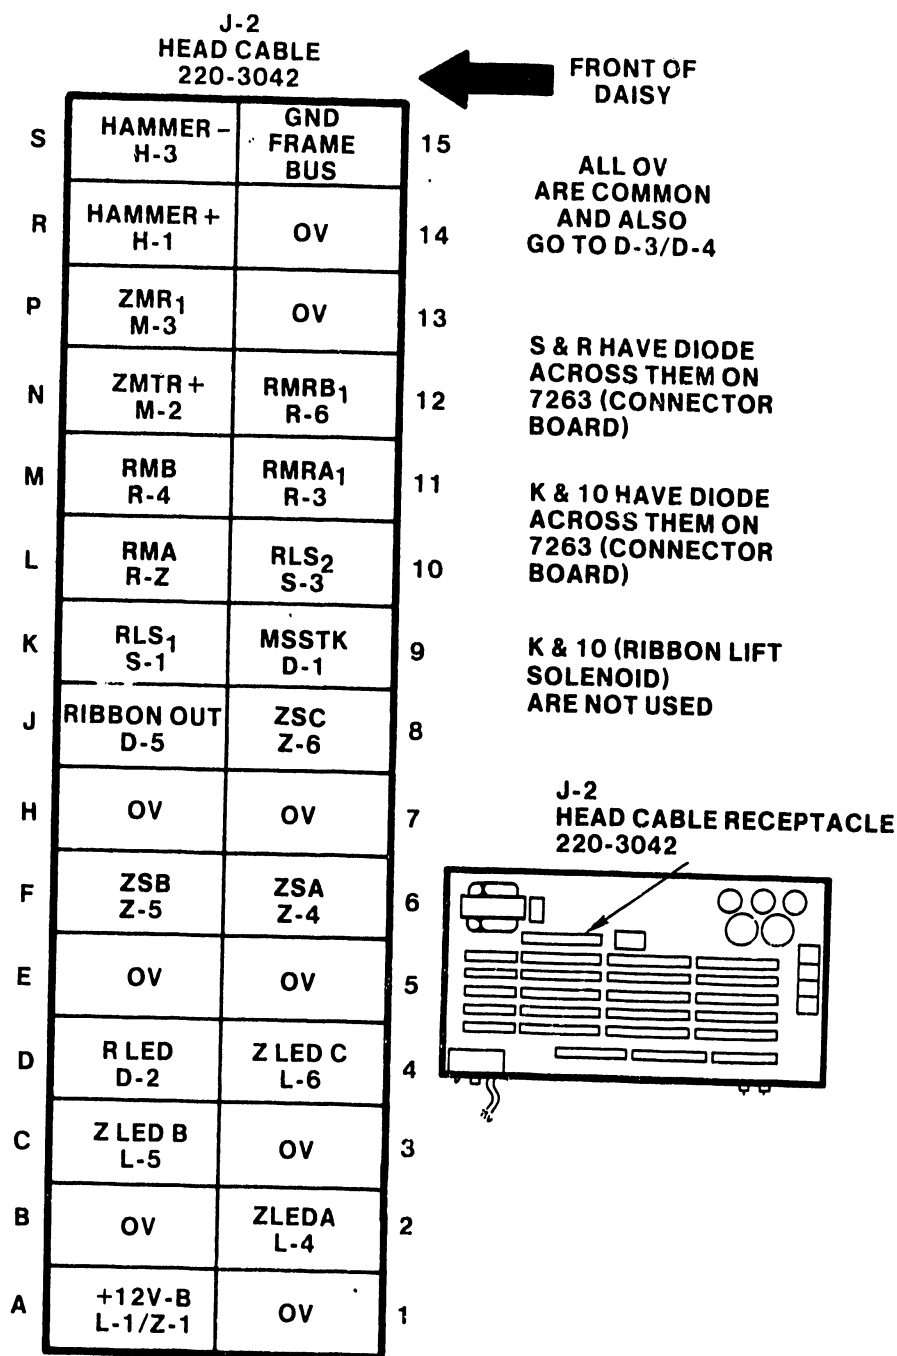 J-2
HEAD CABLE
220-3042
FRONT OF
DAISY
S
HAMMER -
H-3
GND
FRAME
BUS
15
ALL OV
ARE COMMON
AND ALSO
GO TO D-3/D-4
R
HAMMER +
H-1
OV
14
P
ZMR1
M-3
OV
13
S & R HAVE DIODE
ACROSS THEM ON
7263 (CONNECTOR
BOARD)
N
ZMTR +
M-2
RMRB1
R-6
12
M
RMB
R-4
RMRA1
R-3
11
K & 10 HAVE DIODE
ACROSS THEM ON
7263 (CONNECTOR
BOARD)
L
RMA
R-Z
RLS2
S-3
10
K
RLS1
S-1
MSSTK
D-1
9
K & 10 (RIBBON LIFT
SOLENOID)
ARE NOT USED
J
RIBBON OUT
D-5
ZSC
Z-6
8
H
OV
OV
7
J-2
HEAD CABLE RECEPTACLE
220-3042
F
ZSB
Z-5
ZSA
Z-4
6
E
OV
OV
5
D
R LED
D-2
Z LED C
L-6
4
C
Z LED B
L-5
OV
3
B
OV
ZLEDA
L-4
2
A
+12V-B
L-1/Z-1
OV
1